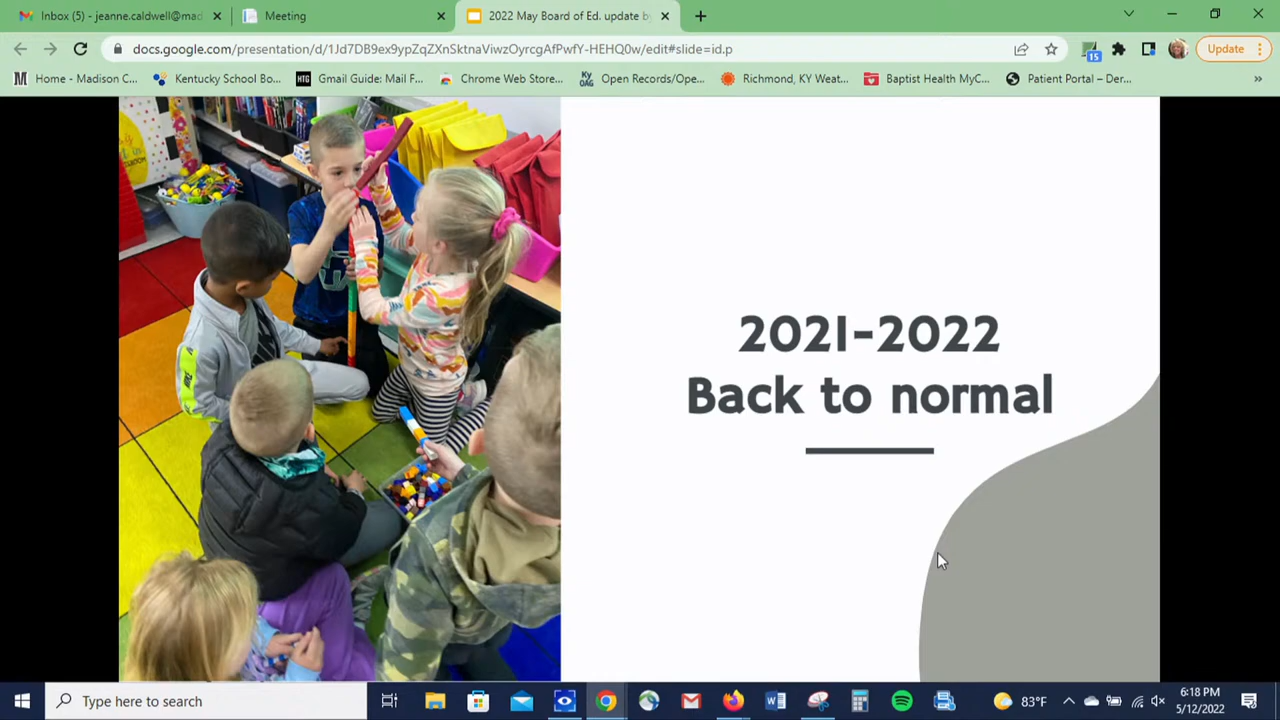 Inbox (5) - jeanne.caldwell@mad
Meeting
2022 May Board of Ed. update by
docs.google.com/presentation/d/1Jd7DB9ex9ypZqZXnSktnaViwzOyrcgAfPwfY-HEHQ0w/edit#slide=id.p
15
Update
Home - Madison C...
Kentucky School Bo...
HTG
Gmail Guide: Mail F...
Chrome Web Store...
Open Records/Ope...
Richmond, KY Weat...
Baptist Health MyC...
Patient Portal – Der...
»
2021-2022
Back to normal
Type here to search
83°F
6:18 PM
5/12/2022